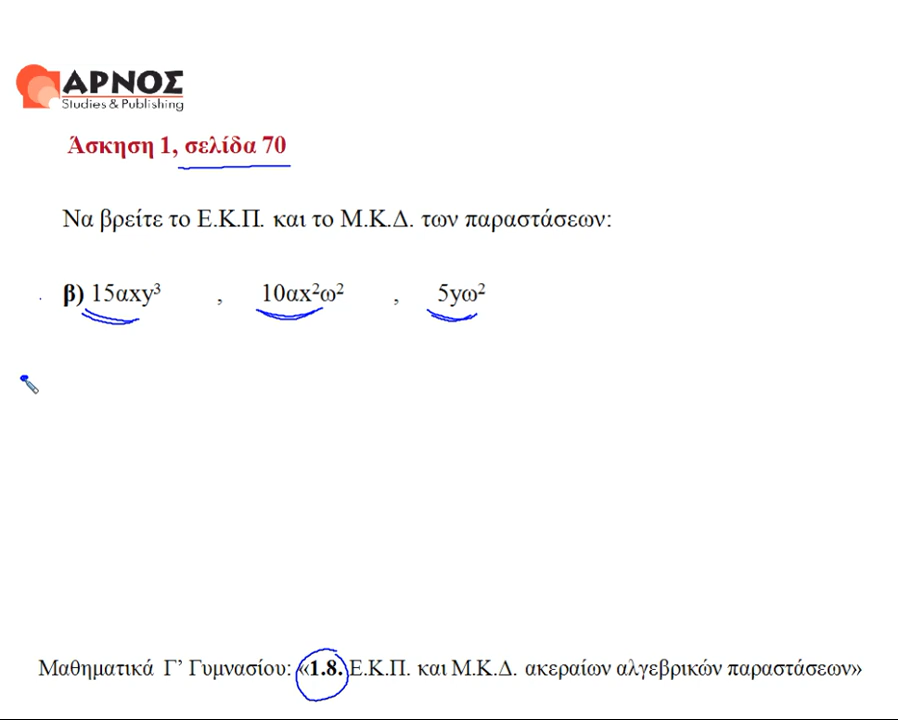 ΑΡΝΟΣ
Studies & Publishing
Άσκηση 1, σελίδα 70
Να βρείτε το Ε.Κ.Π. και το Μ.Κ.Δ. των παραστάσεων:
β) 15αxy³ , 10αx²ω² , 5yω²
Μαθηματικά Γ’ Γυμνασίου: «1.8. Ε.Κ.Π. και Μ.Κ.Δ. ακεραίων αλγεβρικών παραστάσεων»